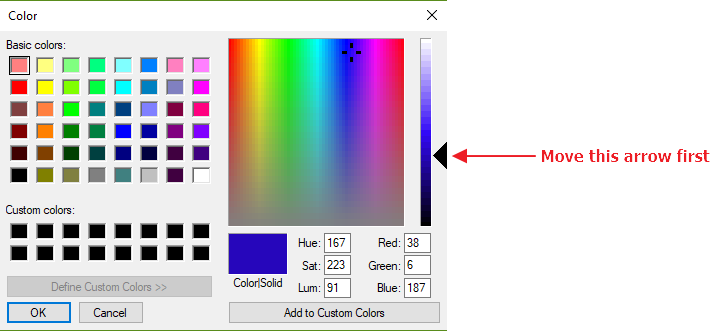 Color
Basic colors:
Move this arrow first
Custom colors:
Hue: 167 Red: 38
Sat: 223 Green: 6
Color|Solid Lum: 91 Blue: 187
Define Custom Colors >>
OK Cancel Add to Custom Colors